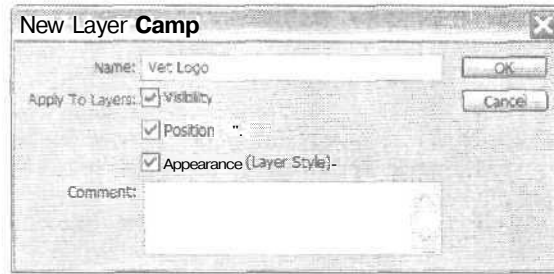 New Layer Camp
Name: Vet Logo
OK
Apply To Layers: Visibility
Cancel
Position ".
Appearance (Layer Style)-
Comment: